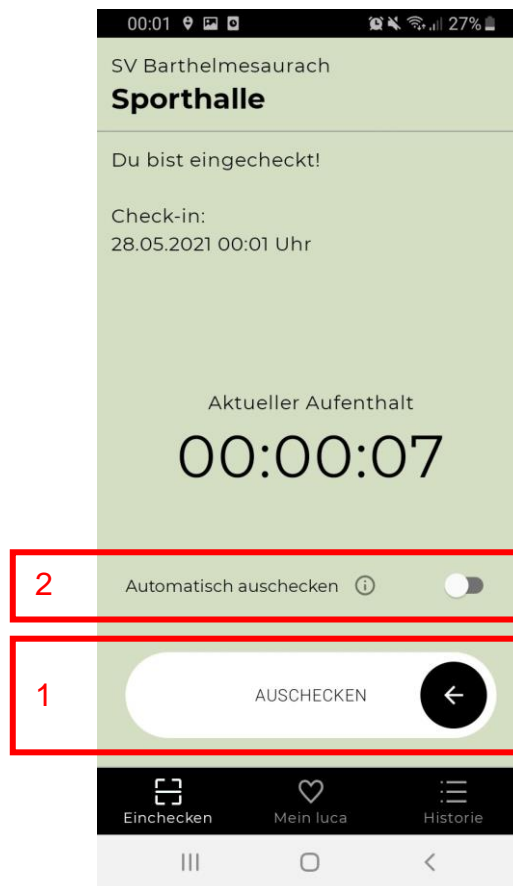 00:01 27%
SV Barthelmesaurach
Sporthalle
Du bist eingecheckt!
Check-in:
28.05.2021 00:01 Uhr
Aktueller Aufenthalt
00:00:07
2 Automatisch auschecken
1 AUSCHECKEN
Einchecken Mein luca Historie